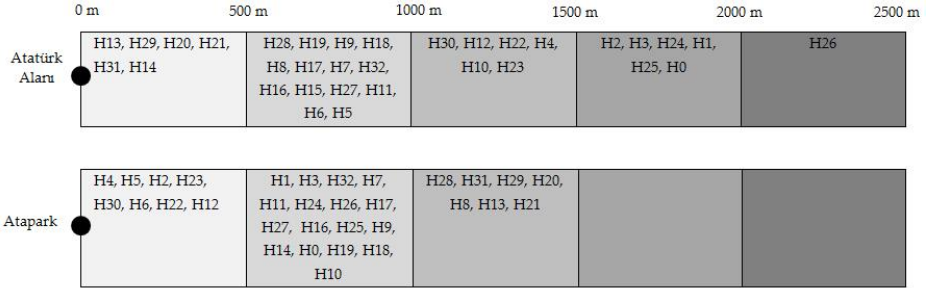 0 m 500 m 1000 m 1500 m 2000 m 2500 m
Atatürk
Alanı
H13, H29, H20, H21,
H31, H14
H28, H19, H9, H18,
H8, H17, H7, H32,
H16, H15, H27, H11,
H6, H5
H30, H12, H22, H4,
H10, H23
H2, H3, H24, H1,
H25, H0
H26
Atapark
H4, H5, H2, H23,
H30, H6, H22, H12
H1, H3, H32, H7,
H11, H24, H26, H17,
H27, H16, H25, H9,
H14, H0, H19, H18,
H10
H28, H31, H29, H20,
H8, H13, H21